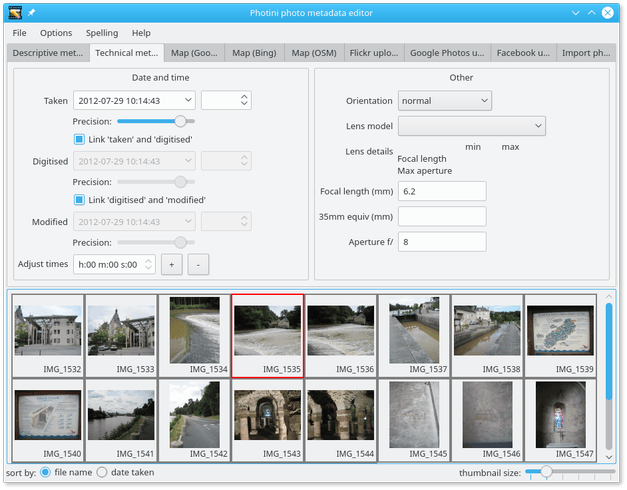 Photini photo metadata editor
File Options Spelling Help
Descriptive met... Technical met... Map (Goo... Map (Bing) Map (OSM) Flickr uplo... Google Photos u... Facebook u... Import ph...
Date and time
Taken 2012-07-29 10:14:43
Precision:
Link 'taken' and 'digitised'
Digitised 2012-07-29 10:14:43
Precision:
Link 'digitised' and 'modified'
Modified 2012-07-29 10:14:43
Precision:
Adjust times h:00 m:00 s:00 + -
Other
Orientation normal
Lens model
min max
Lens details
Focal length
Max aperture
Focal length (mm) 6.2
35mm equiv (mm)
Aperture f/ 8
IMG_1532 IMG_1533 IMG_1534 IMG_1535 IMG_1536 IMG_1537 IMG_1538 IMG_1539
IMG_1540 IMG_1541 IMG_1542 IMG_1543 IMG_1544 IMG_1545 IMG_1546 IMG_1547
sort by: file name date taken thumbnail size: